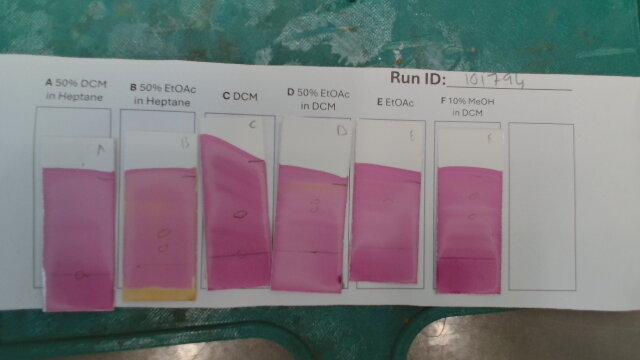 Run ID: 101794
A 50% DCM
in Heptane
B 50% EtOAc
in Heptane
C DCM
D 50% EtOAc
in DCM
E EtOAc
F 10% MeOH
in DCM
A
B
C
D
E
F